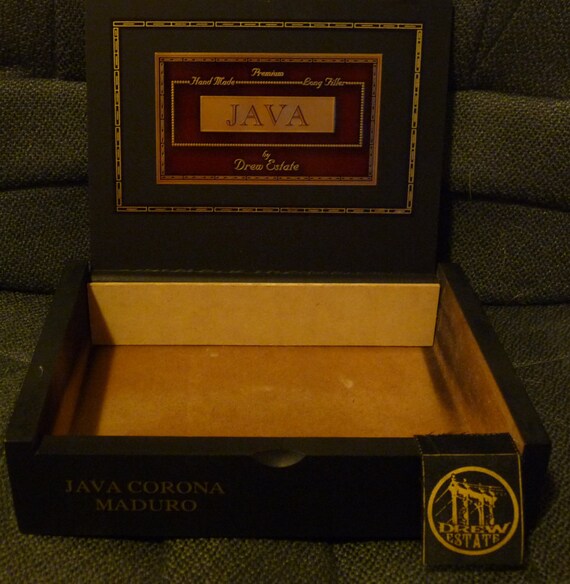 Premium
Hand Made Long Filler
JAVA
by
Drew Estate
JAVA CORONA
MADURO
DREW
ESTATE